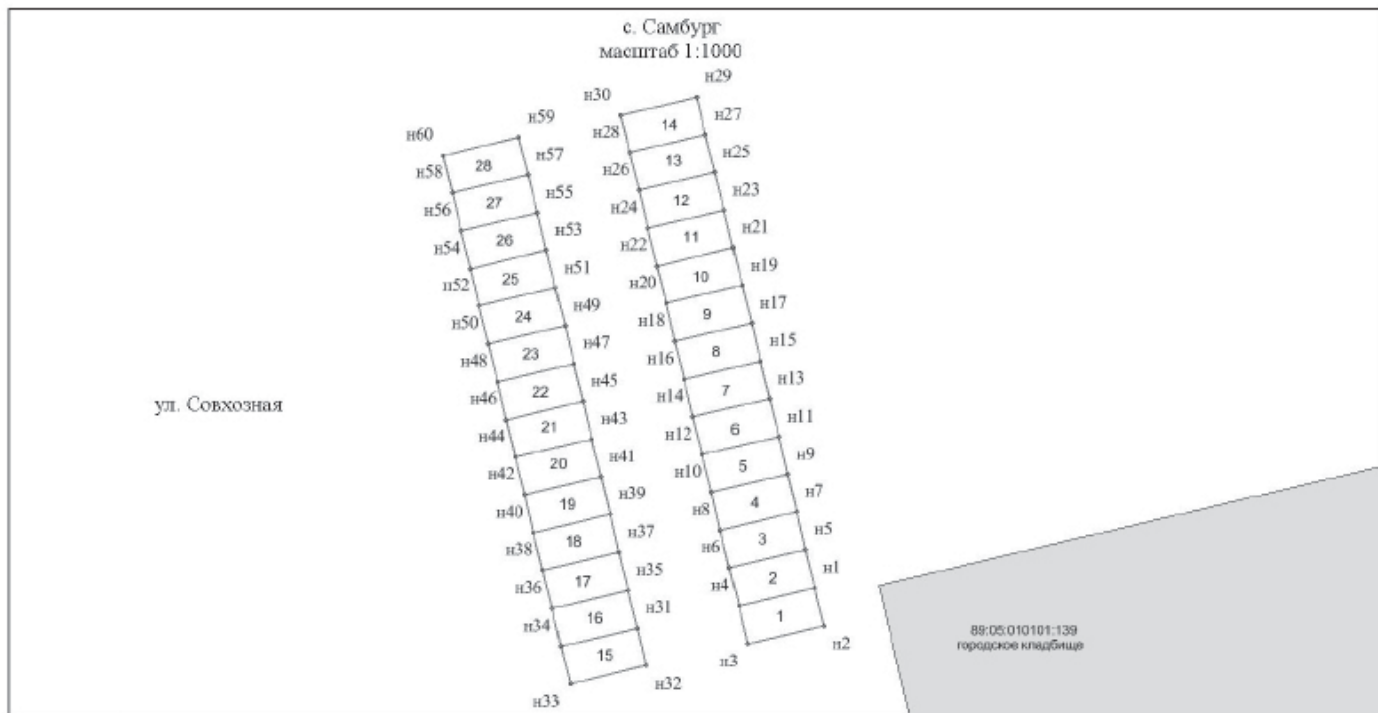 с. Самбург
масштаб 1:1000
н29
н30
н27
14
н28
н59
н60
н25
13
н57
28
н26
н58
н23
12
н55
27
н24
н56
н21
11
н53
26
н22
н54
н19
10
н51
25
н20
н52
н17
9
н49
24
н18
н50
н15
8
н47
23
н16
н48
н13
7
н45
22
н14
н46
ул. Совхозная
н11
6
н43
21
н12
н44
н9
5
н41
20
н10
н42
н7
4
н39
19
н8
н40
н5
3
н37
18
н6
н38
н1
2
н35
17
н4
н36
1
н31
16
н34
н2
н3
15
н32
н33
89:05:010101:139
городское кладбище